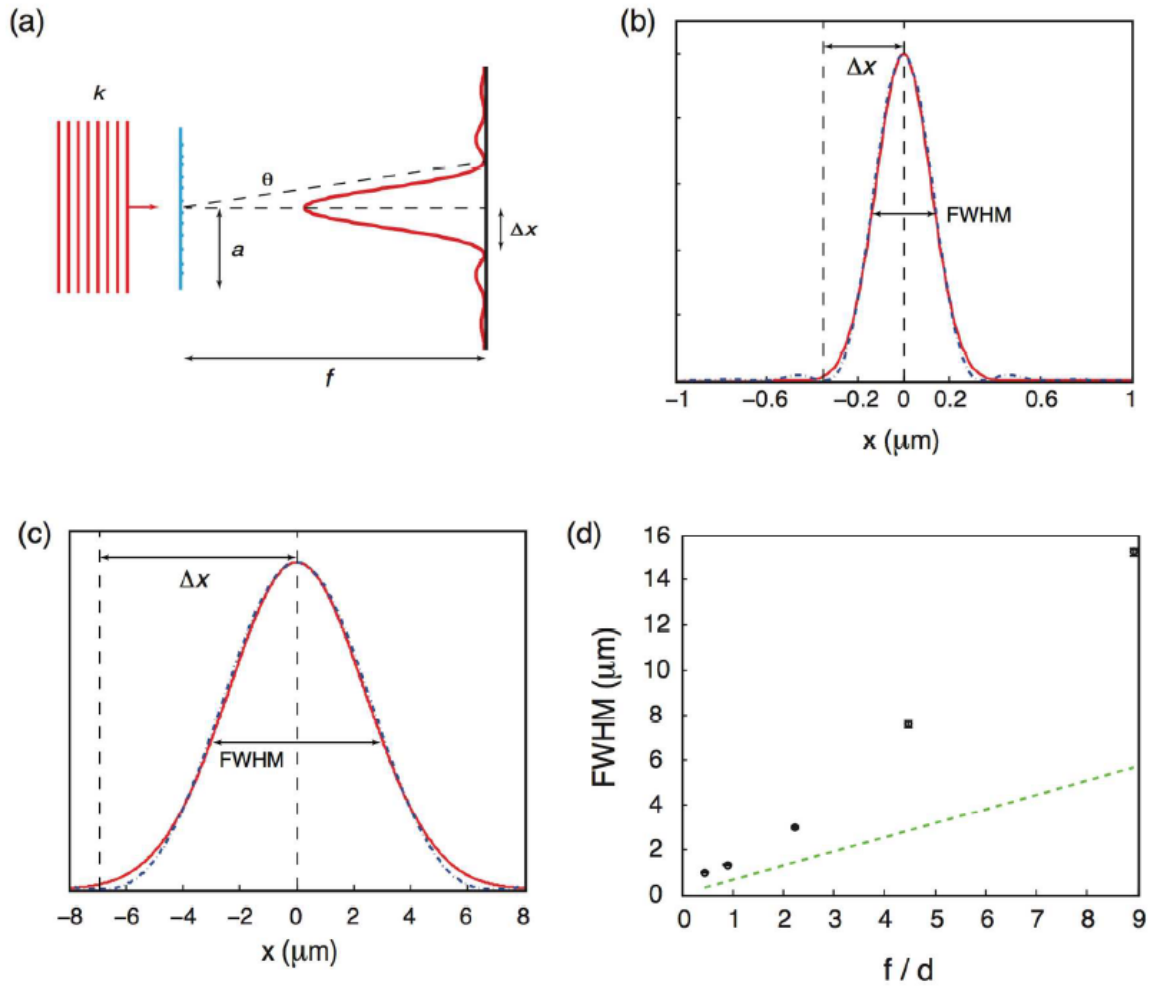 (a)
k
θ
a
Δx
f
(b)
Δx
FWHM
-1 -0.6 -0.2 0 0.2 0.6 1
x (μm)
(c)
Δx
FWHM
−8 −6 −4 −2 0 2 4 6 8
x (μm)
(d)
16
14
12
10
8
6
4
2
0
FWHM (μm)
0 1 2 3 4 5 6 7 8 9
f / d